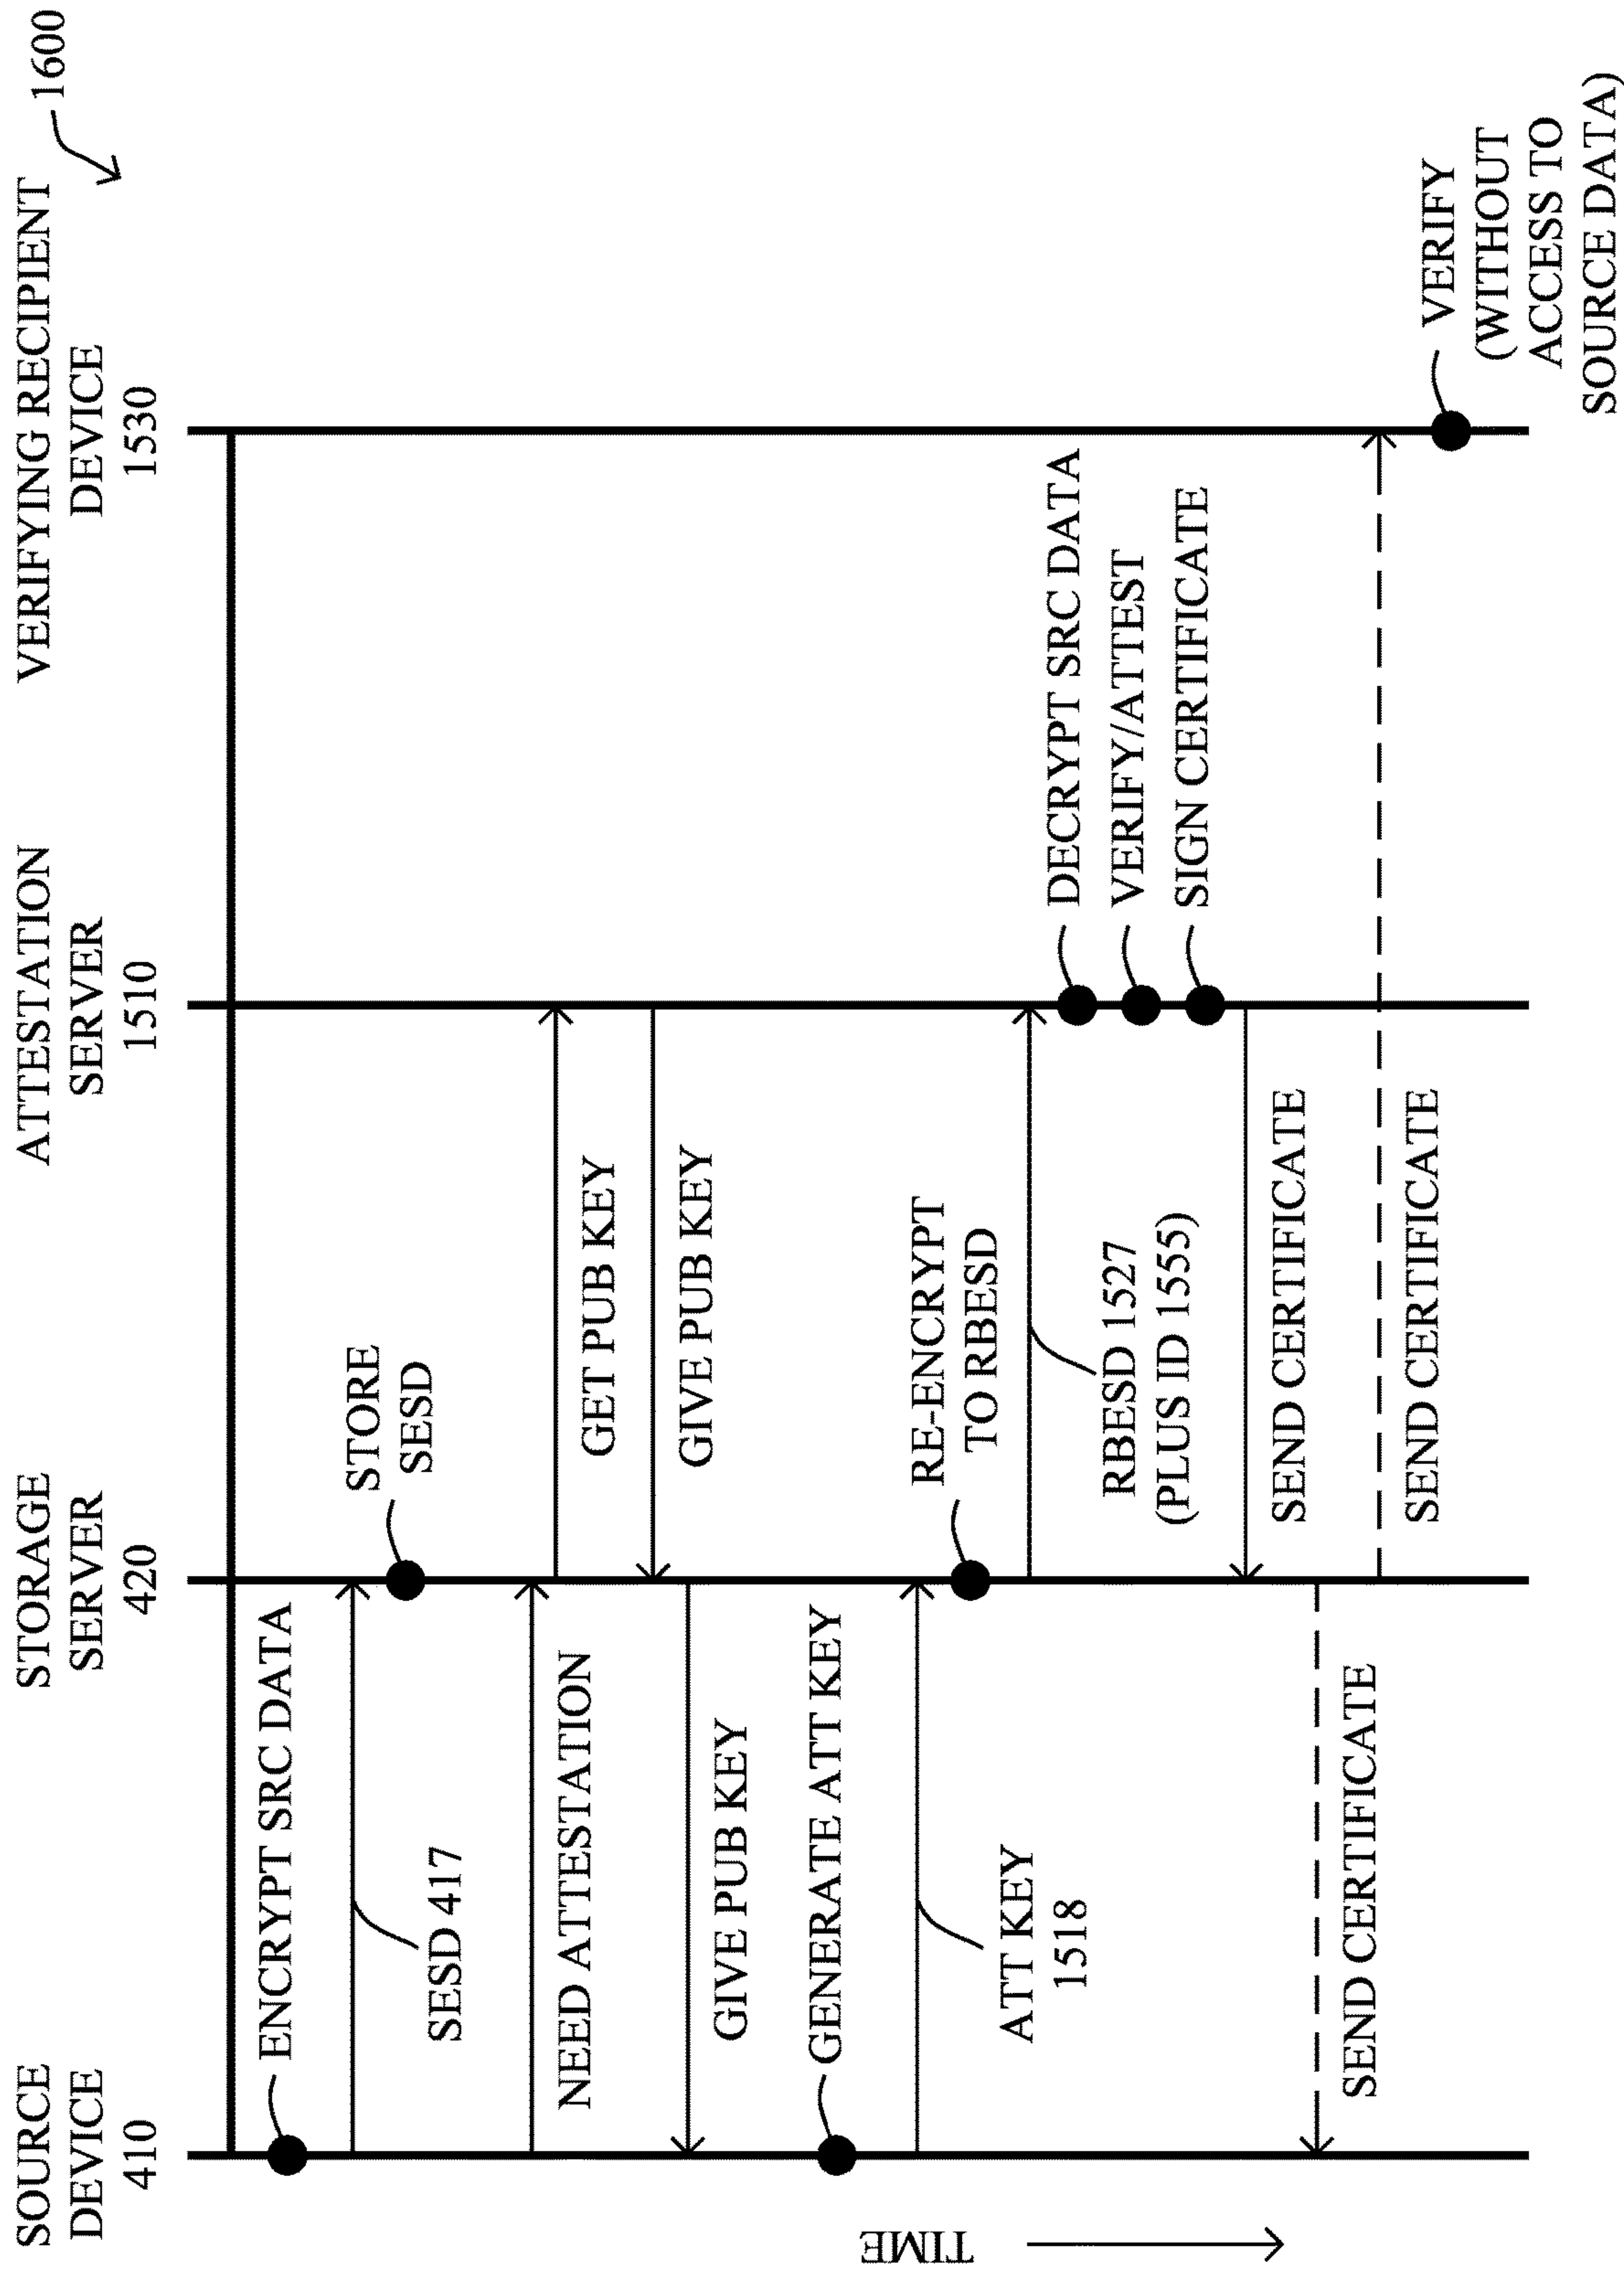 1600
SOURCE
DEVICE
410
STORAGE
SERVER
420
ATTESTATION
SERVER
1510
VERIFYING RECIPIENT
DEVICE
1530
TIME
ENCRYPT SRC DATA
SESD 417
STORE
SESD
NEED ATTESTATION
GET PUB KEY
GIVE PUB KEY
GIVE PUB KEY
GENERATE ATT KEY
ATT KEY
1518
RE-ENCRYPT
TO RBESD
RBESD 1527
(PLUS ID 1555)
DECRYPT SRC DATA
VERIFY/ATTEST
SIGN CERTIFICATE
SEND CERTIFICATE
SEND CERTIFICATE
SEND CERTIFICATE
VERIFY
(WITHOUT
ACCESS TO
SOURCE DATA)